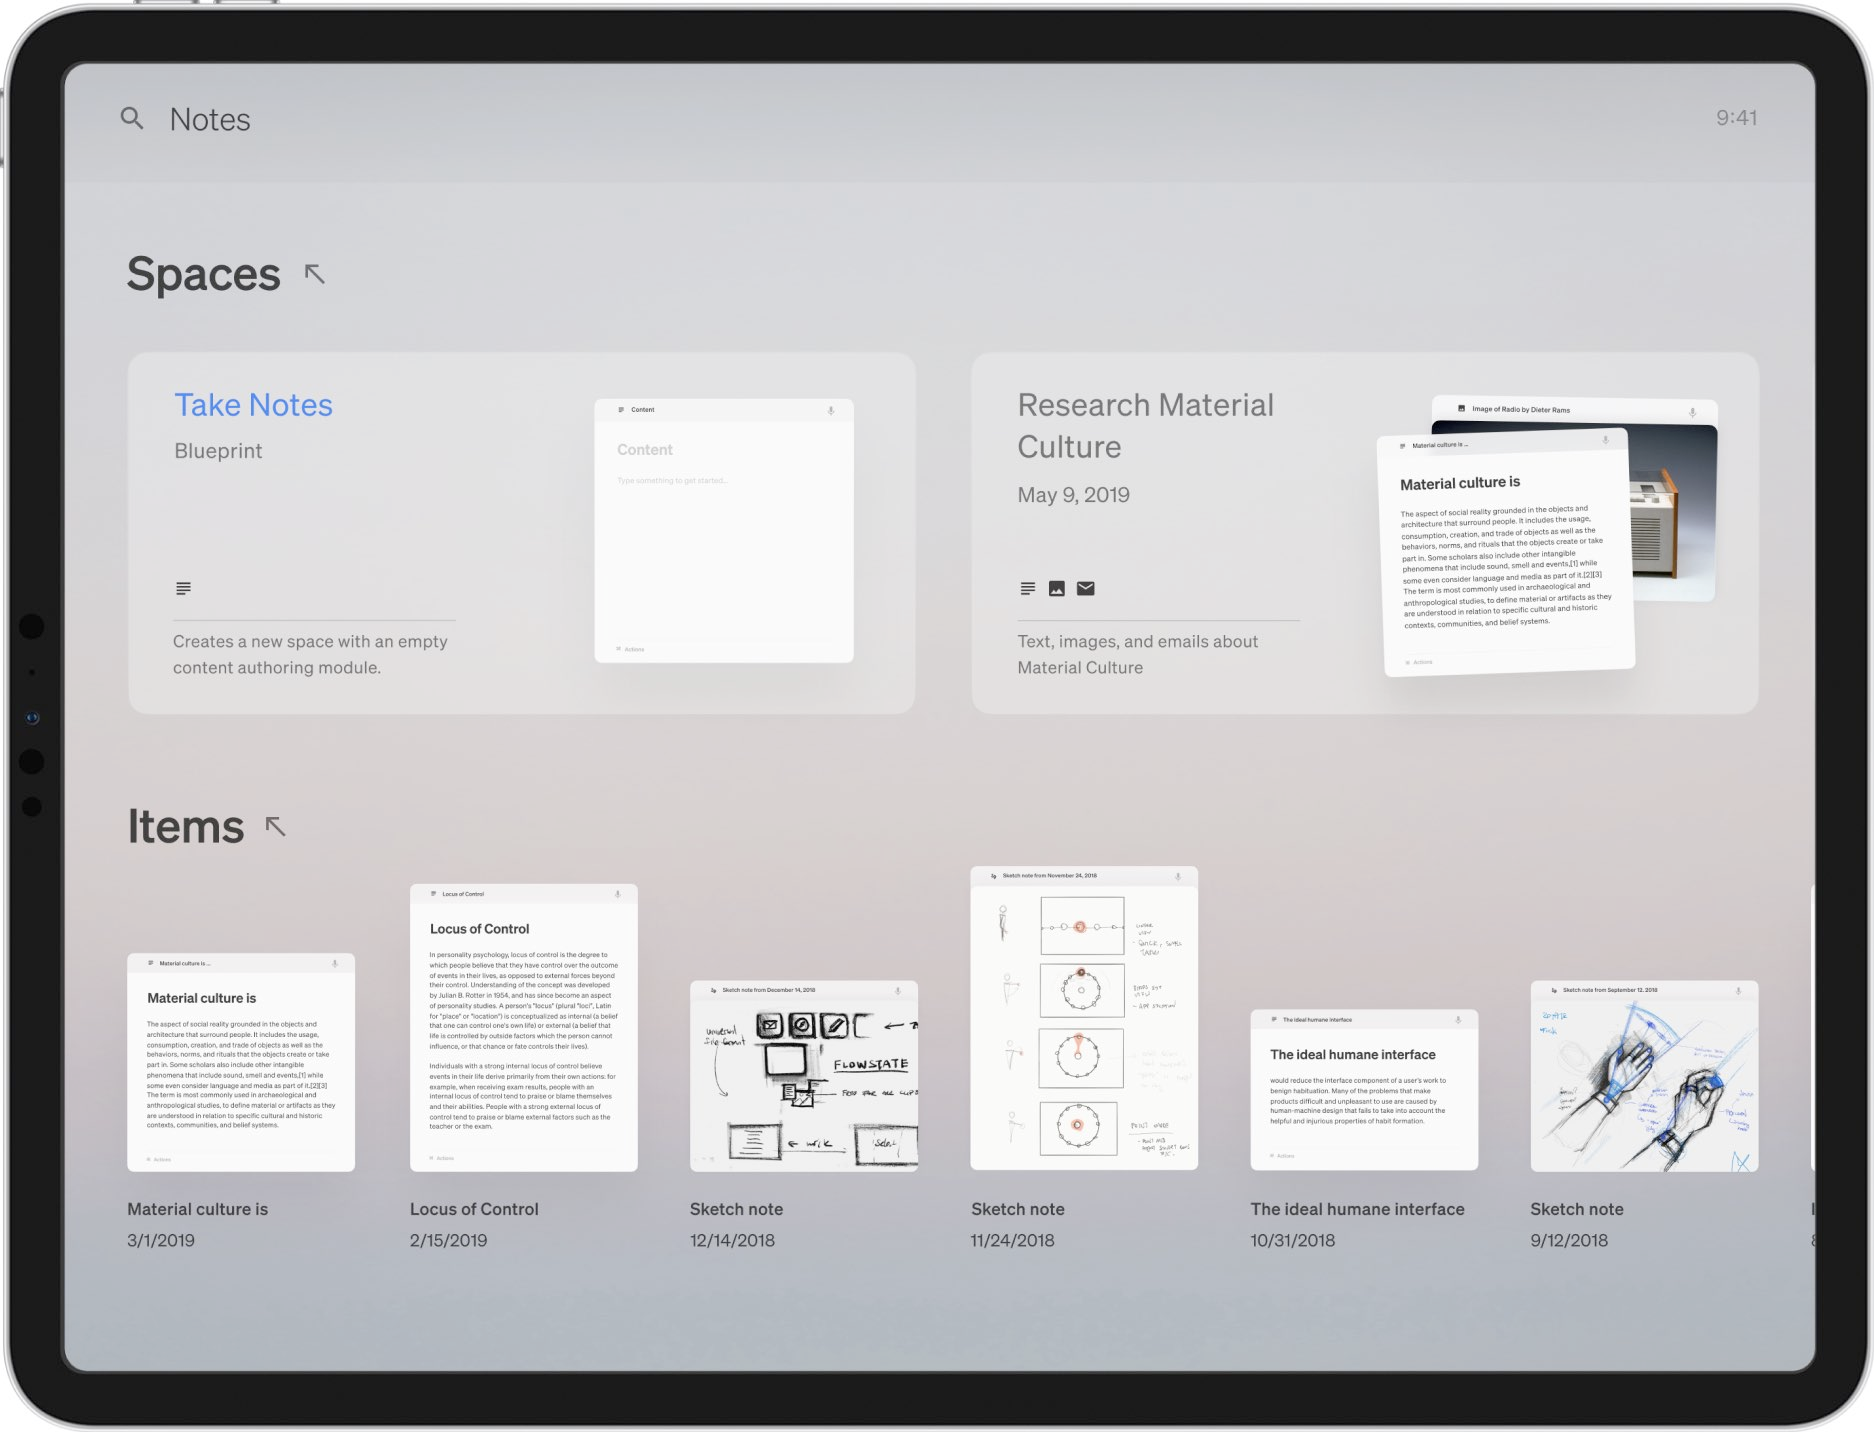 Notes
9:41
Spaces
Take Notes
Blueprint
Creates a new space with an empty
content authoring module.
Content
Content
Type something to get started...
Actions
Research Material
Culture
May 9, 2019
Text, images, and emails about
Material Culture
Image of Radio by Dieter Rams
Material culture is ...
Material culture is
The aspect of social reality grounded in the objects and
architecture that surround people. It includes the usage,
consumption, creation, and trade of objects as well as the
behaviors, norms, and rituals that the objects create or take
part in. Some scholars also include other intangible
phenomena that include sound, smell and events,[1] while
some even consider language and media as part of it.[2][3]
The term is most commonly used in archaeological and
anthropological studies, to define material or artifacts as they
are understood in relation to specific cultural and historic
contexts, communities, and belief systems.
Actions
Items
Material culture is ...
Material culture is
The aspect of social reality grounded in the objects and
architecture that surround people. It includes the usage,
consumption, creation, and trade of objects as well as the
behaviors, norms, and rituals that the objects create or take
part in. Some scholars also include other intangible
phenomena that include sound, smell and events,[1] while
some even consider language and media as part of it.[2][3]
The term is most commonly used in archaeological and
anthropological studies, to define material or artifacts as they
are understood in relation to specific cultural and historic
contexts, communities, and belief systems.
Actions
Material culture is
3/1/2019
Locus of Control
Locus of Control
In personality psychology, locus of control is the degree to
which people believe that they have control over the outcome
of events in their lives, as opposed to external forces beyond
their control. Understanding of the concept was developed
by Julian B. Rotter in 1954, and has since become an aspect
of personality studies. A person's "locus" (plural "loci", Latin
for "place" or "location") is conceptualized as internal (a belief
that one can control one's own life) or external (a belief that
life is controlled by outside factors which the person cannot
influence, or that chance or fate controls their lives).
Individuals with a strong internal locus of control believe
events in their life derive primarily from their own actions: for
example, when receiving exam results, people with an
internal locus of control tend to praise or blame themselves
and their abilities. People with a strong external locus of
control tend to praise or blame external factors such as the
teacher or the exam.
Actions
Locus of Control
2/15/2019
Sketch note from December 14, 2018
universal
FLOWSTATE
work
Select
Sketch note
12/14/2018
Sketch note from November 24, 2018
Sketch note
11/24/2018
The ideal humane interface
The ideal humane interface
would reduce the interface component of a user's work to
benign habituation. Many of the problems that make
products difficult and unpleasant to use are caused by
human-machine design that fails to take into account the
helpful and injurious properties of habit formation.
Actions
The ideal humane interface
10/31/2018
Sketch note from September 12, 2018
Sketch note
9/12/2018